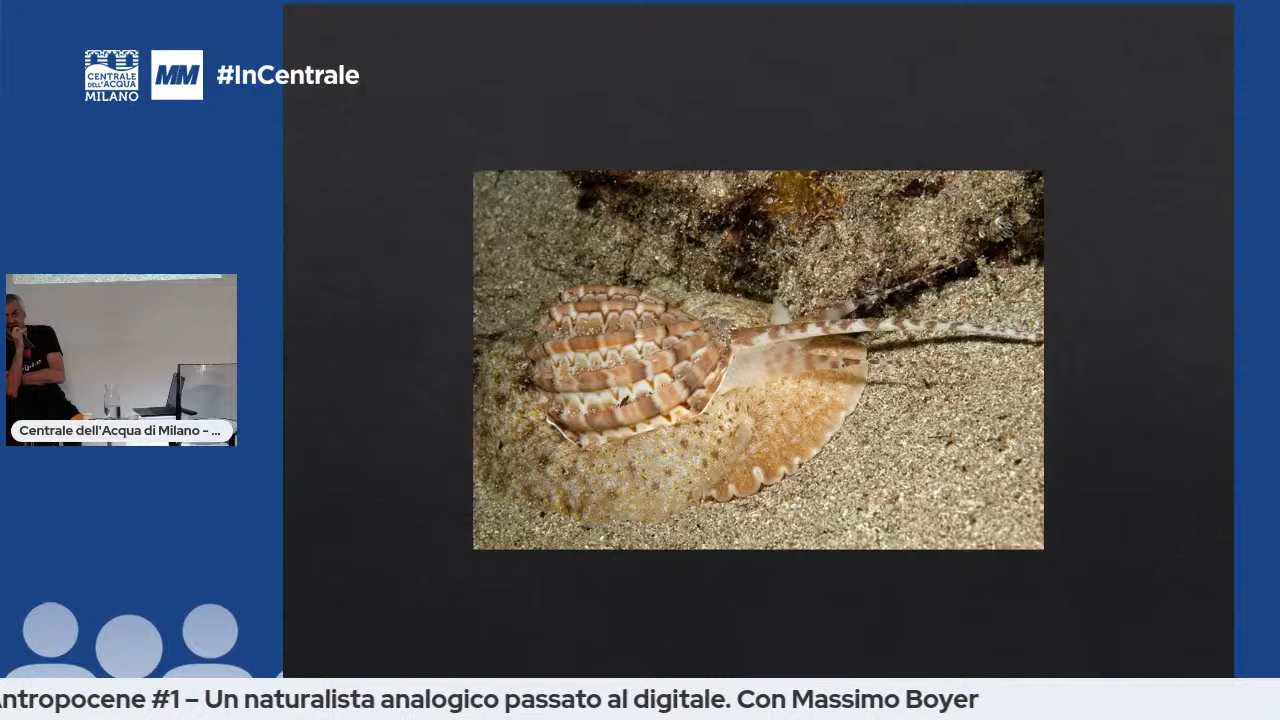 CENTRALE
DELL'ACQUA
MILANO
MM
#InCentrale
Centrale dell'Acqua di Milano - ...
Antropocene #1 – Un naturalista analogico passato al digitale. Con Massimo Boyer